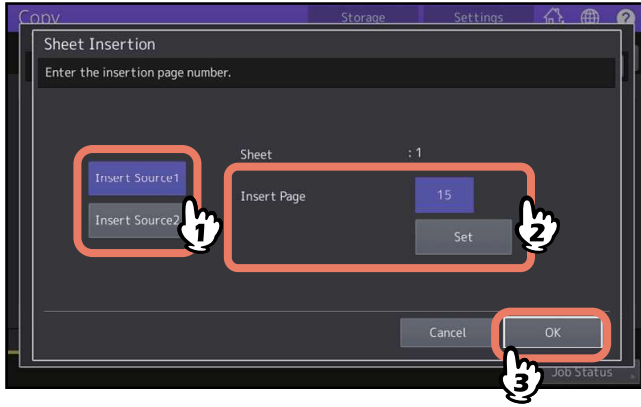 Copy
Storage
Settings
?
Sheet Insertion
Enter the insertion page number.
Sheet : 1
Insert Source1
Insert Page 15
Insert Source2
1
Set
2
Cancel
OK
Job Status
3